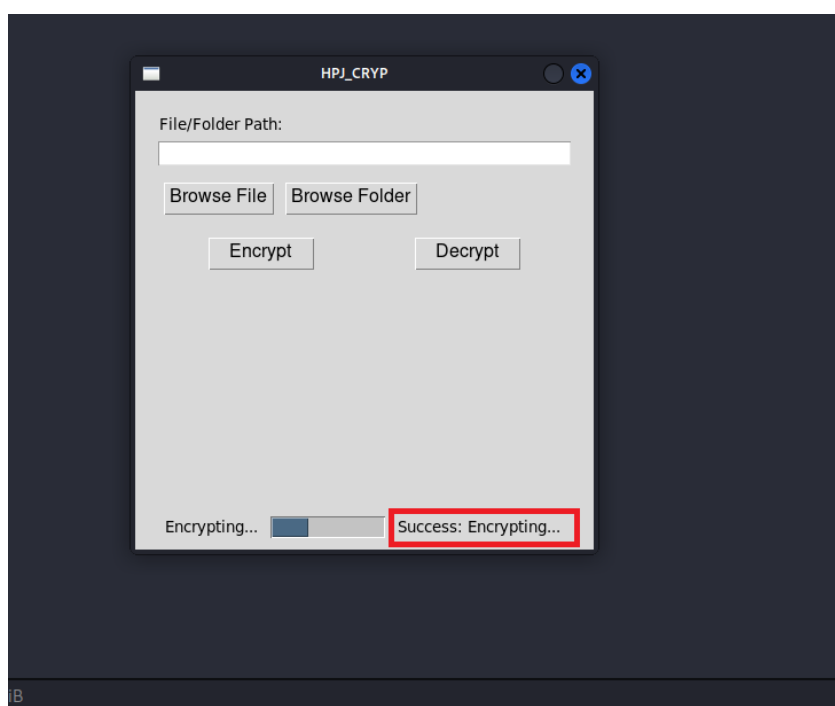 HPJ_CRYP
File/Folder Path:
Browse File Browse Folder
Encrypt Decrypt
Encrypting... Success: Encrypting...
iB